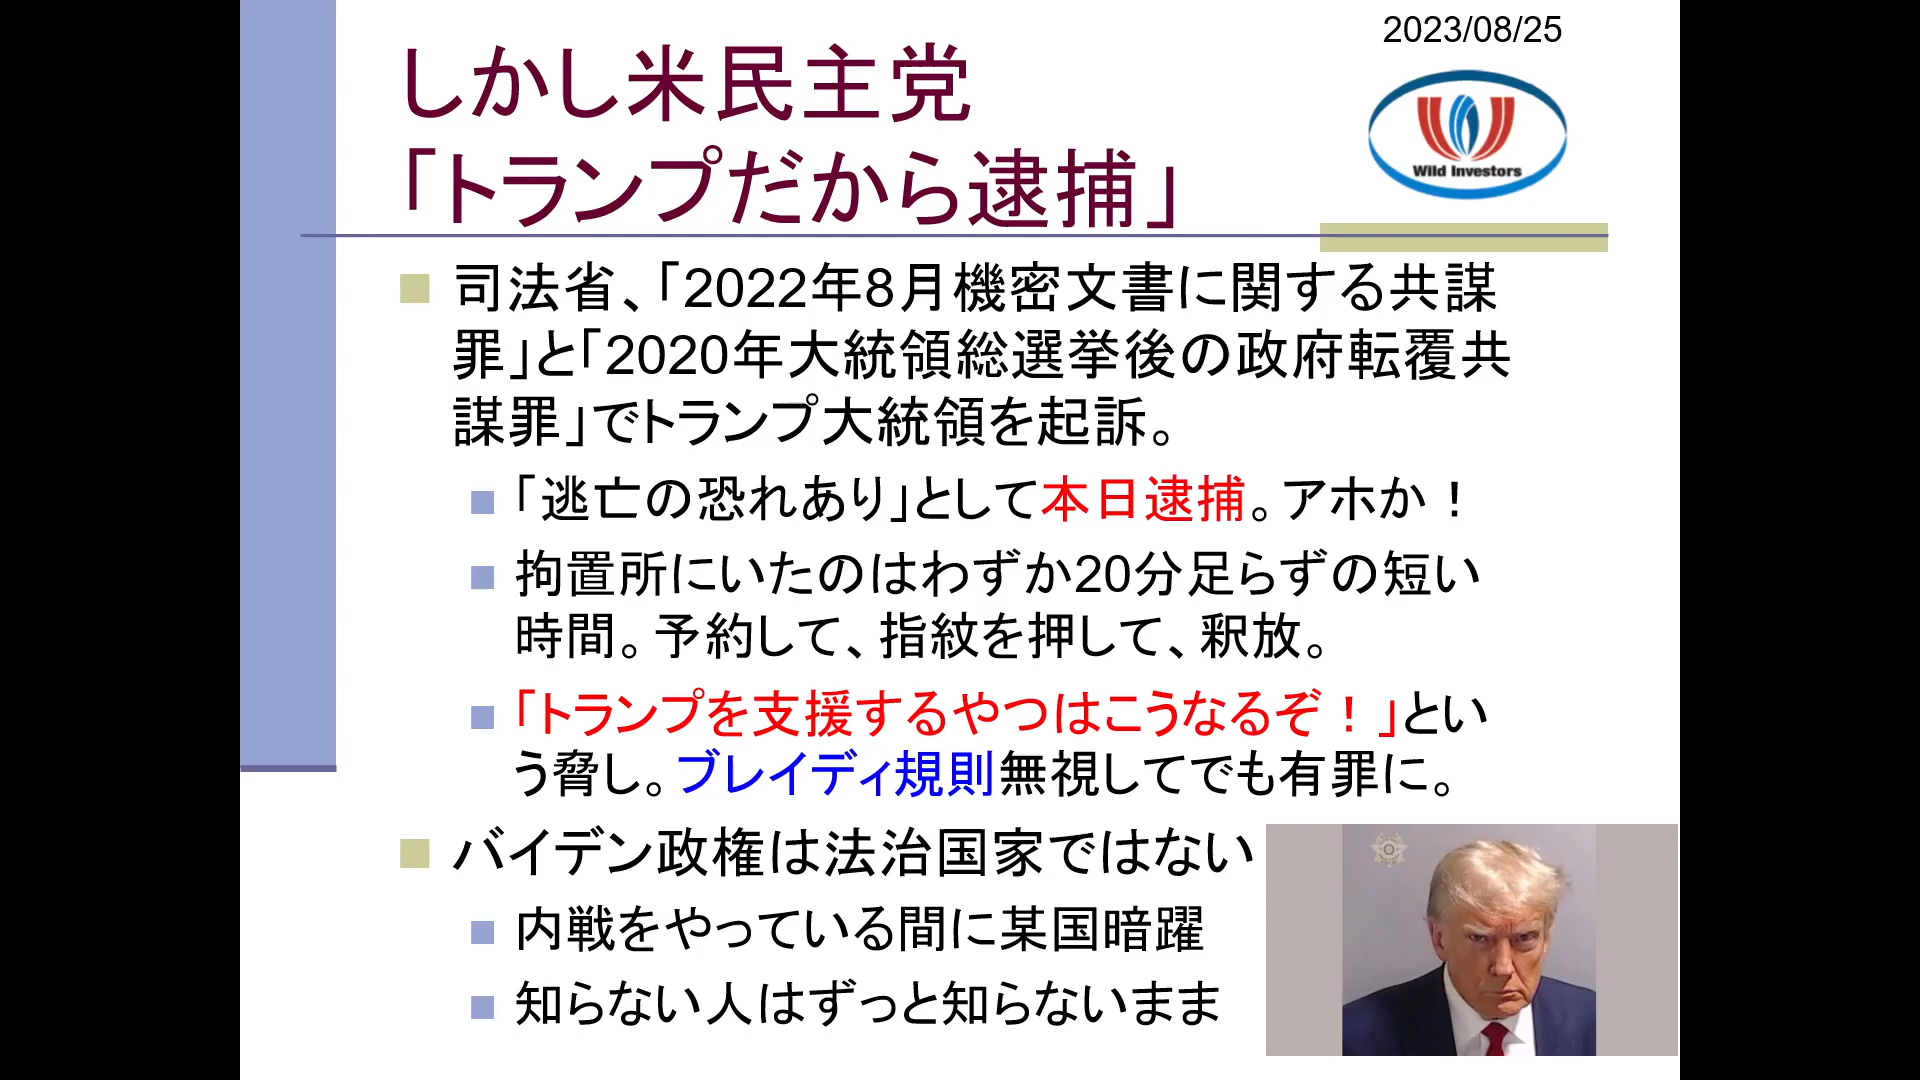 2023/08/25
しかし米民主党
「トランプだから逮捕」
Wild Investors
司法省、「2022年8月機密文書に関する共謀
罪」と「2020年大統領総選挙後の政府転覆共
謀罪」でトランプ大統領を起訴。
「逃亡の恐れあり」として本日逮捕。アホか！
拘置所にいたのはわずか20分足らずの短い
時間。予約して、指紋を押して、釈放。
「トランプを支援するやつはこうなるぞ！」とい
う脅し。ブレイディ規則無視してでも有罪に。
バイデン政権は法治国家ではない
内戦をやっている間に某国暗躍
知らない人はずっと知らないまま